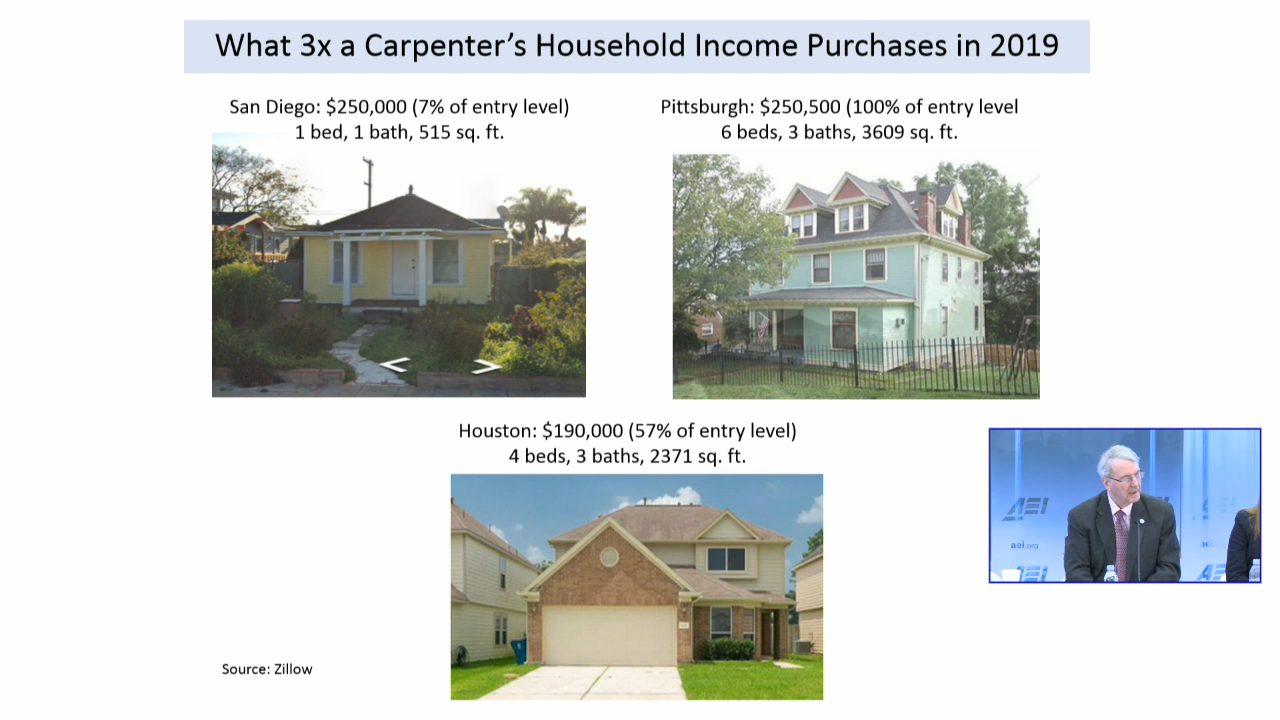 What 3x a Carpenter's Household Income Purchases in 2019
San Diego: $250,000 (7% of entry level)
1 bed, 1 bath, 515 sq. ft.
Pittsburgh: $250,500 (100% of entry level
6 beds, 3 baths, 3609 sq. ft.
Houston: $190,000 (57% of entry level)
4 beds, 3 baths, 2371 sq. ft.
AEI
aei.org
AEI
Source: Zillow